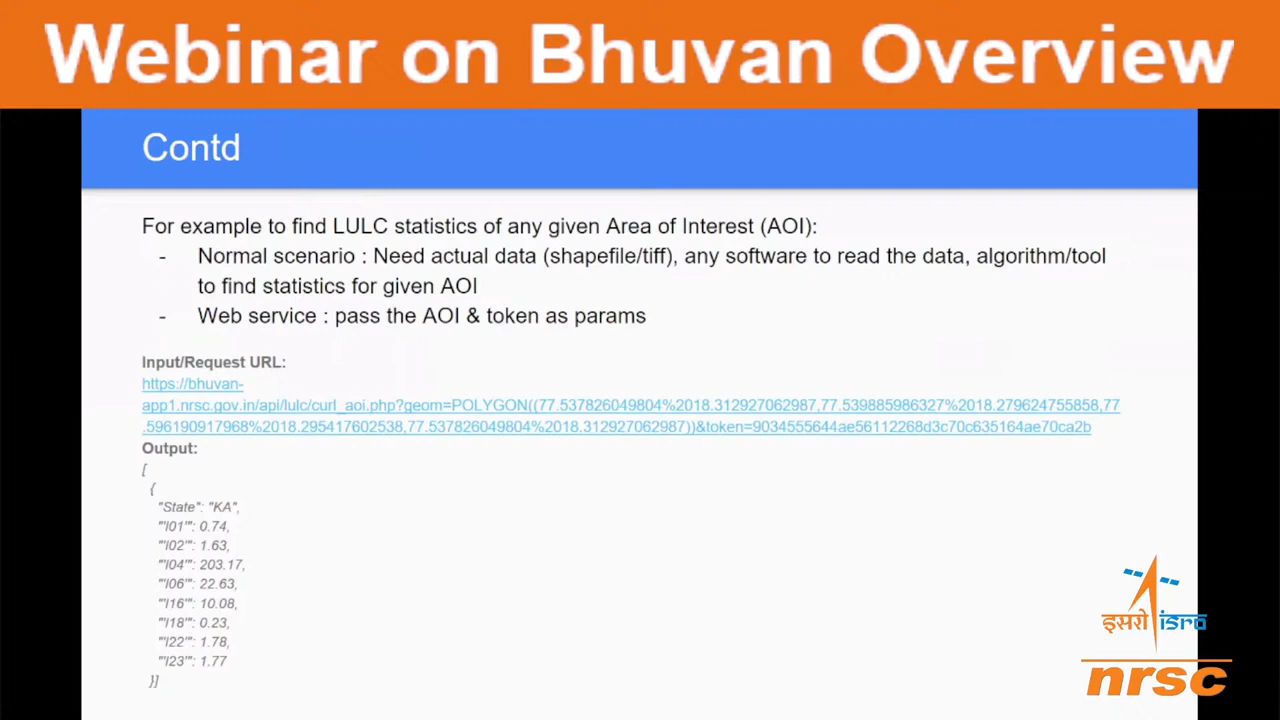 Webinar on Bhuvan Overview
Contd
For example to find LULC statistics of any given Area of Interest (AOI):
- Normal scenario : Need actual data (shapefile/tiff), any software to read the data, algorithm/tool
to find statistics for given AOI
- Web service : pass the AOI & token as params
Input/Request URL:
https://bhuvan-
app1.nrsc.gov.in/api/lulc/curl_aoi.php?geom=POLYGON((77.537826049804%2018.312927062987,77.539885986327%2018.279624755858,77
.596190917968%2018.295417602538,77.537826049804%2018.312927062987))&token=9034555644ae56112268d3c70c635164ae70ca2b
Output:
[
{
"State": "KA",
"'l01'": 0.74,
"'l02'": 1.63,
"'l04'": 203.17,
"'l06'": 22.63,
"'l16'": 10.08,
"'l18'": 0.23,
"'l22'": 1.78,
"'l23'": 1.77
}]
इसरो isro
nrsc